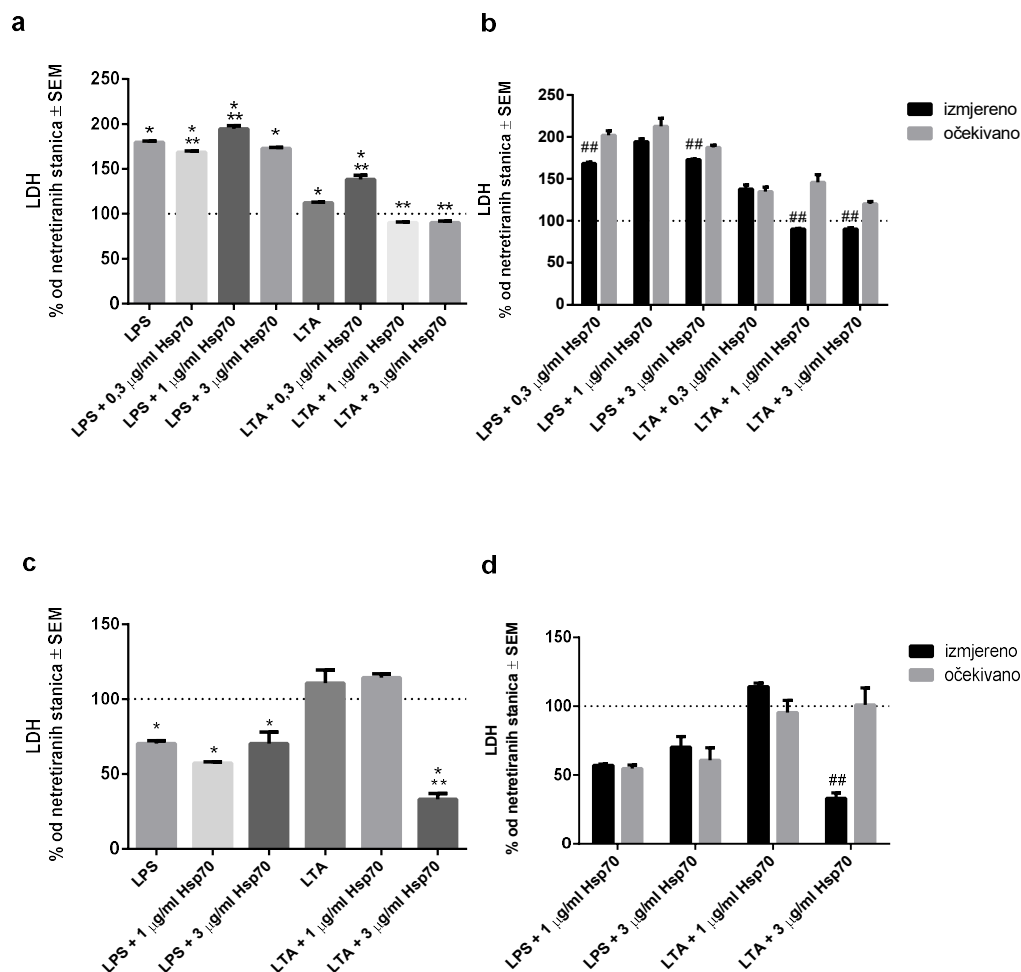 a
LDH
% od netretiranih stanica ± SEM
250
200
150
100
50
0
*
*
**
*
**
*
*
*
**
**
**
LPS
LPS + 0,3 μg/ml Hsp70
LPS + 1 μg/ml Hsp70
LPS + 3 μg/ml Hsp70
LTA
LTA + 0,3 μg/ml Hsp70
LTA + 1 μg/ml Hsp70
LTA + 3 μg/ml Hsp70
b
LDH
% od netretiranih stanica ± SEM
250
200
150
100
50
0
##
##
##
##
LPS + 0,3 μg/ml Hsp70
LPS + 1 μg/ml Hsp70
LPS + 3 μg/ml Hsp70
LTA + 0,3 μg/ml Hsp70
LTA + 1 μg/ml Hsp70
LTA + 3 μg/ml Hsp70
izmjereno
očekivano
c
LDH
% od netretiranih stanica ± SEM
150
100
50
0
*
*
*
*
**
LPS
LPS + 1 μg/ml Hsp70
LPS + 3 μg/ml Hsp70
LTA
LTA + 1 μg/ml Hsp70
LTA + 3 μg/ml Hsp70
d
LDH
% od netretiranih stanica ± SEM
150
100
50
0
##
LPS + 1 μg/ml Hsp70
LPS + 3 μg/ml Hsp70
LTA + 1 μg/ml Hsp70
LTA + 3 μg/ml Hsp70
izmjereno
očekivano